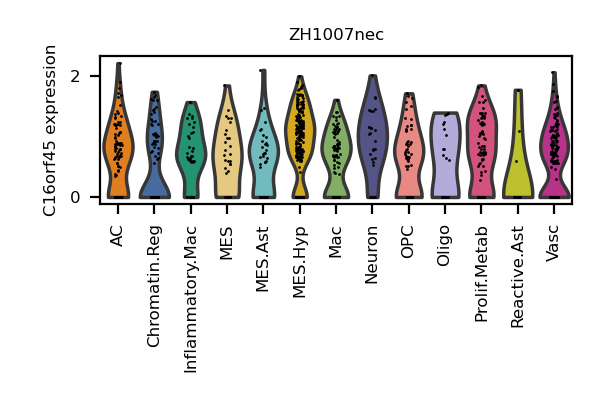 ZH1007nec
C16orf45 expression
2
0
AC
Chromatin.Reg
Inflammatory.Mac
MES
MES.Ast
MES.Hyp
Mac
Neuron
OPC
Oligo
Prolif.Metab
Reactive.Ast
Vasc